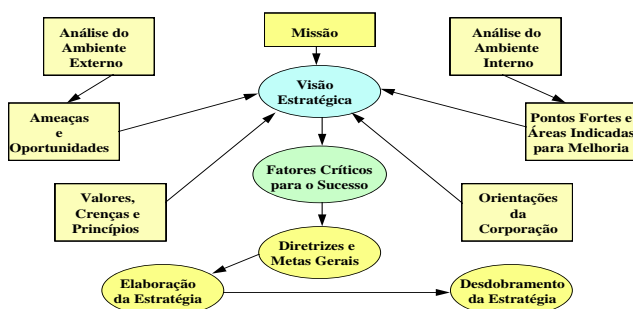 Análise do
Ambiente
Externo
Missão
Análise do
Ambiente
Interno
Visão
Estratégica
Ameaças
e
Oportunidades
Pontos Fortes e
Áreas Indicadas
para Melhoria
Fatores Críticos
para o Sucesso
Valores,
Crenças e
Princípios
Orientações
da
Corporação
Diretrizes e
Metas Gerais
Elaboração
da Estratégia
Desdobramento
da Estratégia